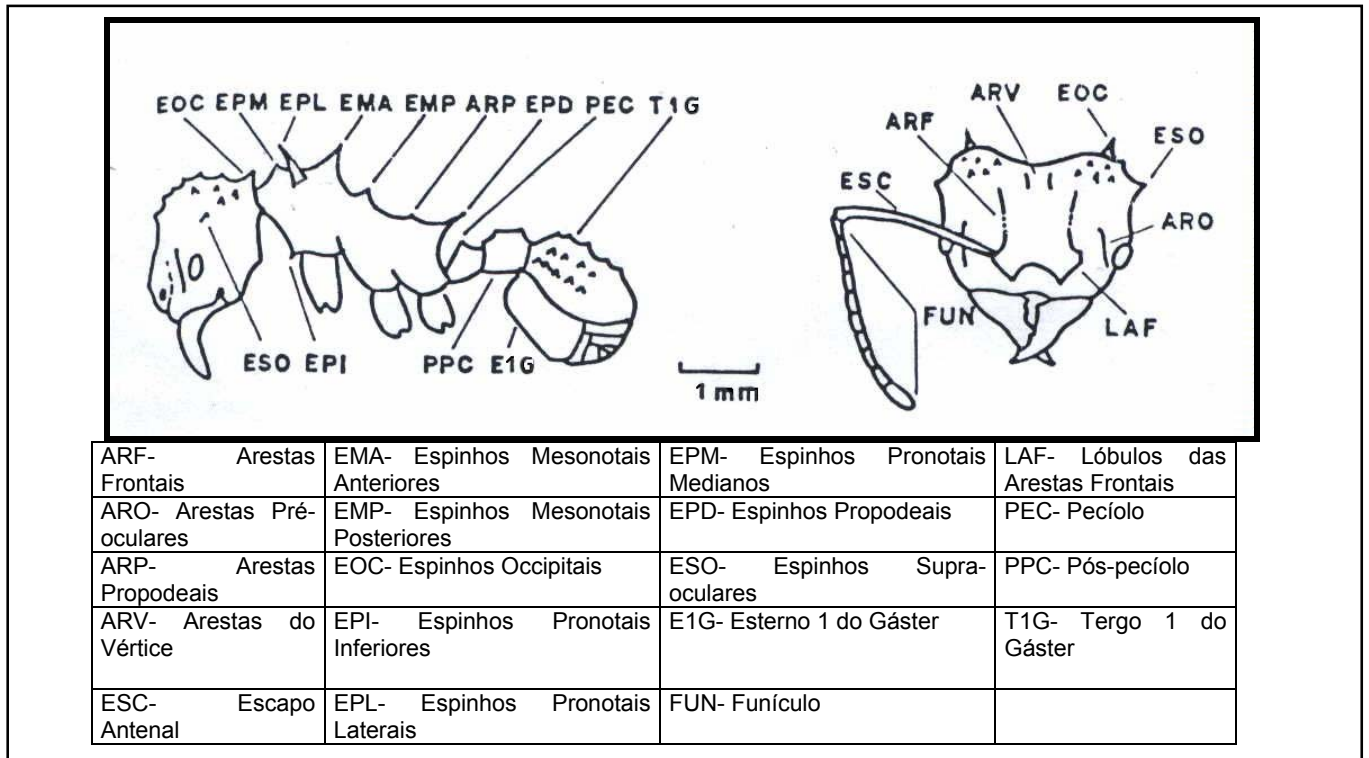 EOC EPM EPL EMA EMP ARP EPD PEC T1G
ESO EPI PPC E1G
1 mm
ARV EOC
ARF ESO
ESC
ARO
FUN LAF
ARF- Arestas Frontais
EMA- Espinhos Mesonotais Anteriores
EPM- Espinhos Pronotais Medianos
LAF- Lóbulos das Arestas Frontais
ARO- Arestas Pré-oculares
EMP- Espinhos Mesonotais Posteriores
EPD- Espinhos Propodeais
PEC- Pecíolo
ARP- Arestas Propodeais
EOC- Espinhos Occipitais
ESO- Espinhos Supra-oculares
PPC- Pós-pecíolo
ARV- Arestas do Vértice
EPI- Espinhos Pronotais Inferiores
E1G- Esterno 1 do Gáster
T1G- Tergo 1 do Gáster
ESC- Escapo Antenal
EPL- Espinhos Pronotais Laterais
FUN- Funículo